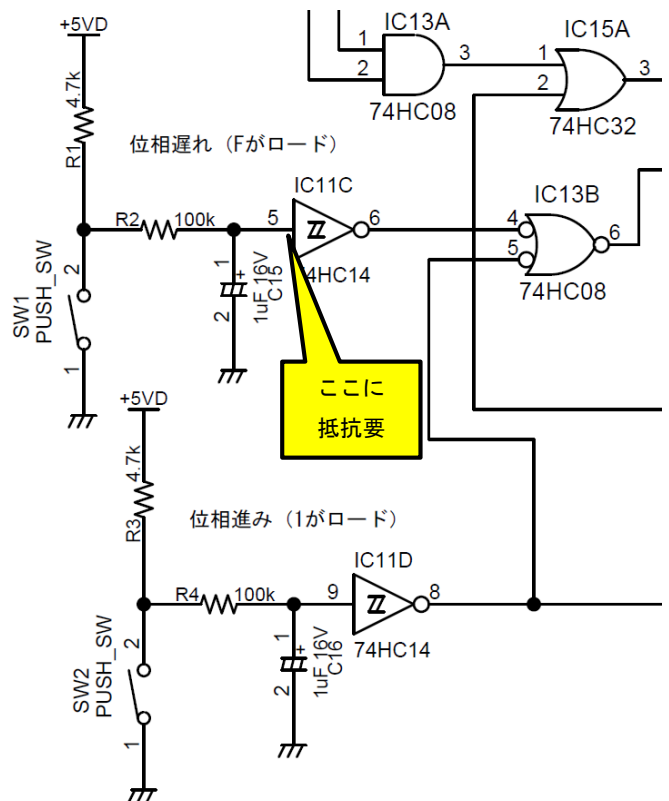 +5VD
4.7k
R1
位相遅れ（Fがロード）
R2
100k
2
SW1
PUSH_SW
1
1
+
2
1uF 16V
C15
IC11C
5
6
74HC14
ここに
抵抗要
IC13A
1
2
3
74HC08
IC15A
1
2
3
74HC32
IC13B
4
5
6
74HC08
+5VD
4.7k
R3
位相進み（1がロード）
R4
100k
2
SW2
PUSH_SW
1
1
+
2
1uF 16V
C16
IC11D
9
8
74HC14